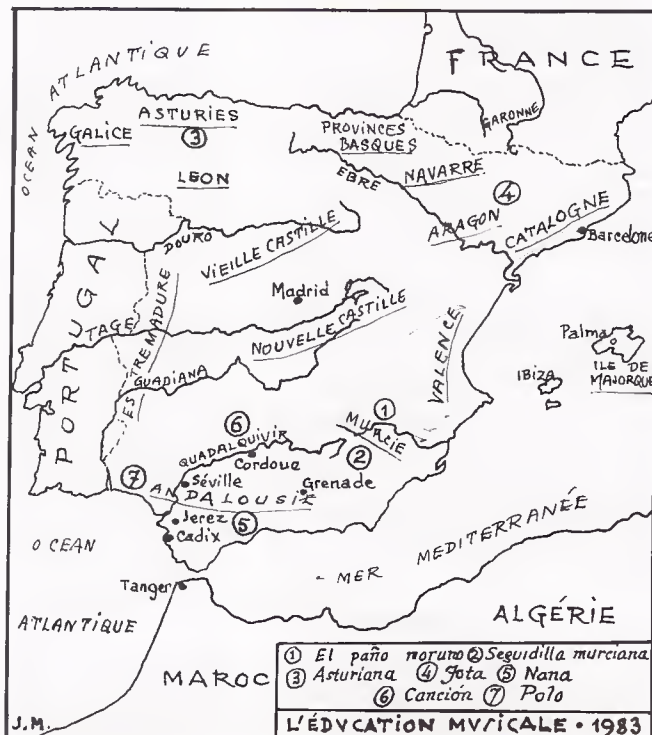 OCEAN ATLANTIQUE
FRANCE
GARONNE
ASTURIES
③
GALICE
LEON
PROVINCES
BASQUES
NAVARRE
EBRE
④
ARAGON
CATALOGNE
Barcelone
DOURO
VIEILLE CASTILLE
Madrid
PORTUGAL
TAGE
ESTREMADURE
NOUVELLE CASTILLE
GUADIANA
VALENCE
Palma
ILE DE
MAJORQUE
IBIZA
①
MURCIE
②
⑥
QUADALQUIVIR
Cordoue
⑦
Séville
Grenade
ANDALOUSIE
Jerez
⑤
Cadix
OCEAN
ATLANTIQUE
MER MEDITERRANÉE
Tanger
ALGÉRIE
MAROC
① El paño moruno ② Seguidilla murciana
③ Asturiana ④ Jota ⑤ Nana
⑥ Canción ⑦ Polo
J.M.
L'ÉDVCATION MVSICALE • 1983